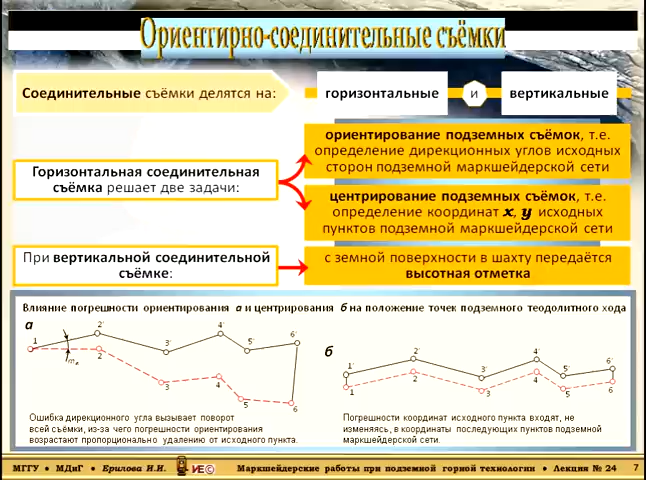 Ориентирно-соединительные съёмки
Соединительные съёмки делятся на:
горизонтальные
и
вертикальные
Горизонтальная соединительная
съёмка решает две задачи:
ориентирование подземных съёмок, т.е.
определение дирекционных углов исходных
сторон подземной маркшейдерской сети
центрирование подземных съёмок, т.е.
определение координат x, y исходных
пунктов подземной маркшейдерской сети
При вертикальной соединительной
съёмке:
с земной поверхности в шахту передаётся
высотная отметка
Влияние погрешности ориентирования а и центрирования б на положение точек подземного теодолитного хода
а
1 2′ 3′ 4′ 5′ 6′
2 3 4 5 6
Ошибка дирекционного угла вызывает поворот
всей съёмки, из-за чего погрешности ориентирования
возрастают пропорционально удалению от исходного пункта.
б
1′ 2′ 3′ 4′ 5′ 6′
1 2 3 4 5 6
Погрешности координат исходного пункта входят, не
изменяясь, в координаты последующих пунктов подземной
маркшейдерской сети.
МГГУ • МДиГ • Ерилова И.И. ИЕ© Маркшейдерские работы при подземной горной технологии • Лекция № 24 7